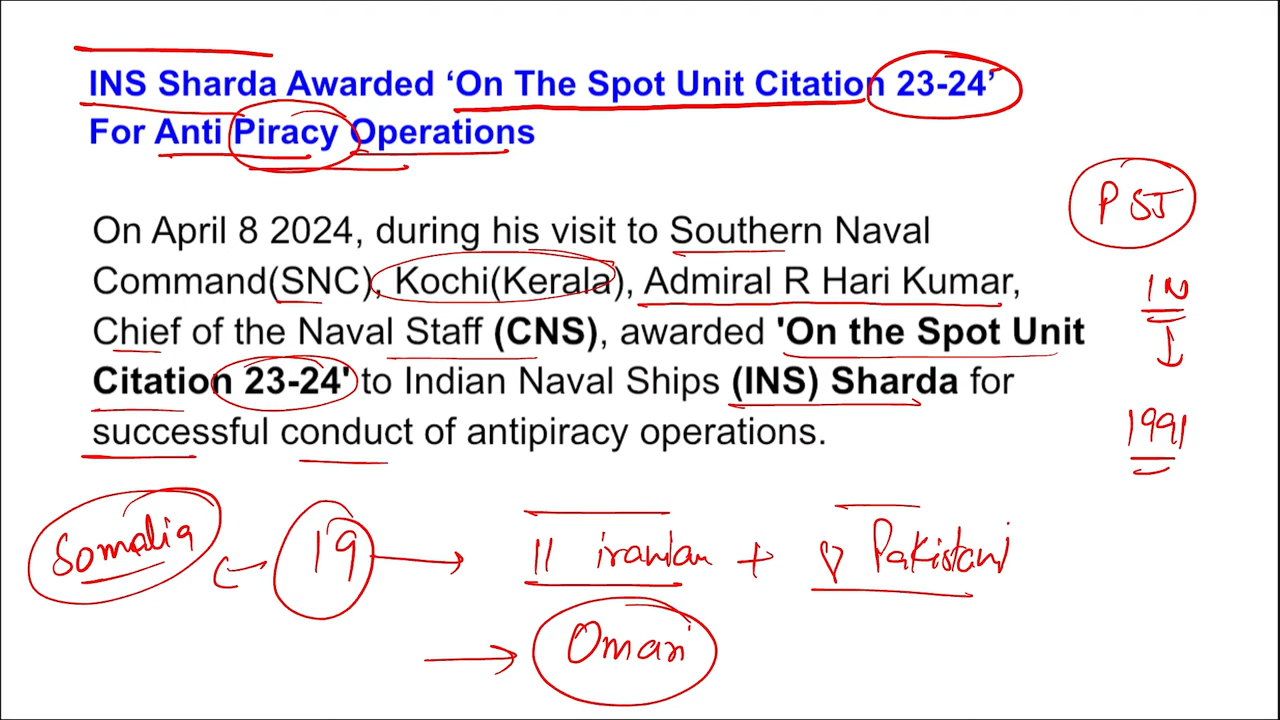 INS Sharda Awarded ‘On The Spot Unit Citation 23-24’
For Anti Piracy Operations
On April 8 2024, during his visit to Southern Naval
Command(SNC), Kochi(Kerala), Admiral R Hari Kumar,
Chief of the Naval Staff (CNS), awarded 'On the Spot Unit
Citation 23-24' to Indian Naval Ships (INS) Sharda for
successful conduct of antipiracy operations.
IN
1991
Somalia 19 11 iranian + Pakistani
Oman